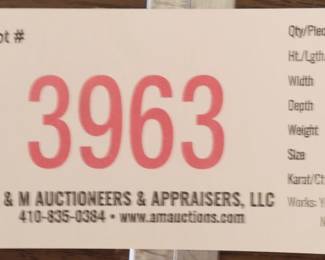 ot #
3963
& M AUCTIONEERS & APPRAISERS, LLC
410-835-0384 • www.amauctions.com
Qty/Piec
Ht./Lgth.
Width
Depth
Weight
Size
Karat/Ct
Works: Y
N